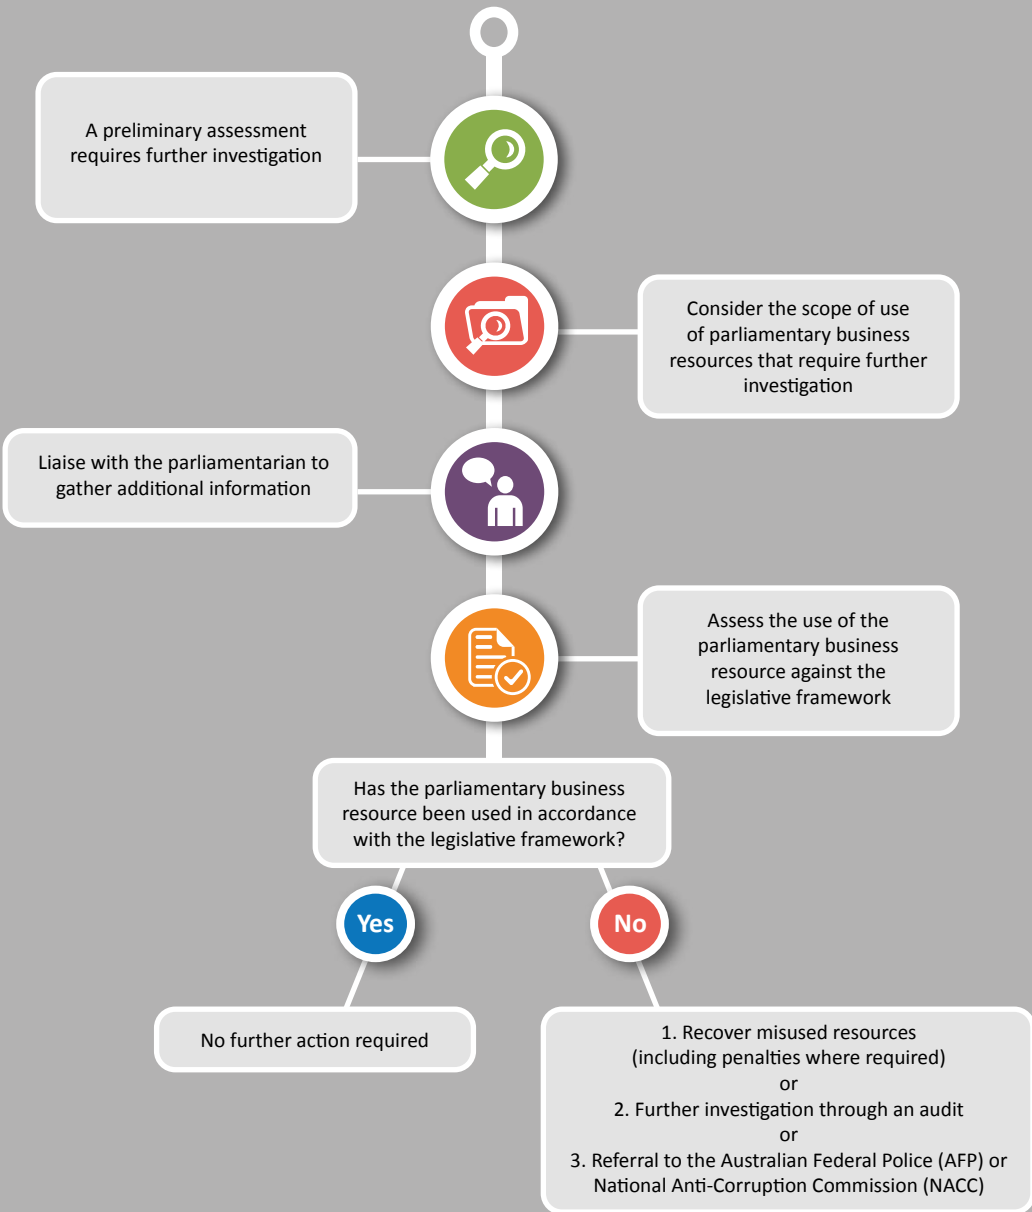 A preliminary assessment
requires further investigation
Consider the scope of use
of parliamentary business
resources that require further
investigation
Liaise with the parliamentarian to
gather additional information
Assess the use of the
parliamentary business
resource against the
legislative framework
Has the parliamentary business
resource been used in accordance
with the legislative framework?
Yes
No
No further action required
1. Recover misused resources
(including penalties where required)
or
2. Further investigation through an audit
or
3. Referral to the Australian Federal Police (AFP) or
National Anti-Corruption Commission (NACC)